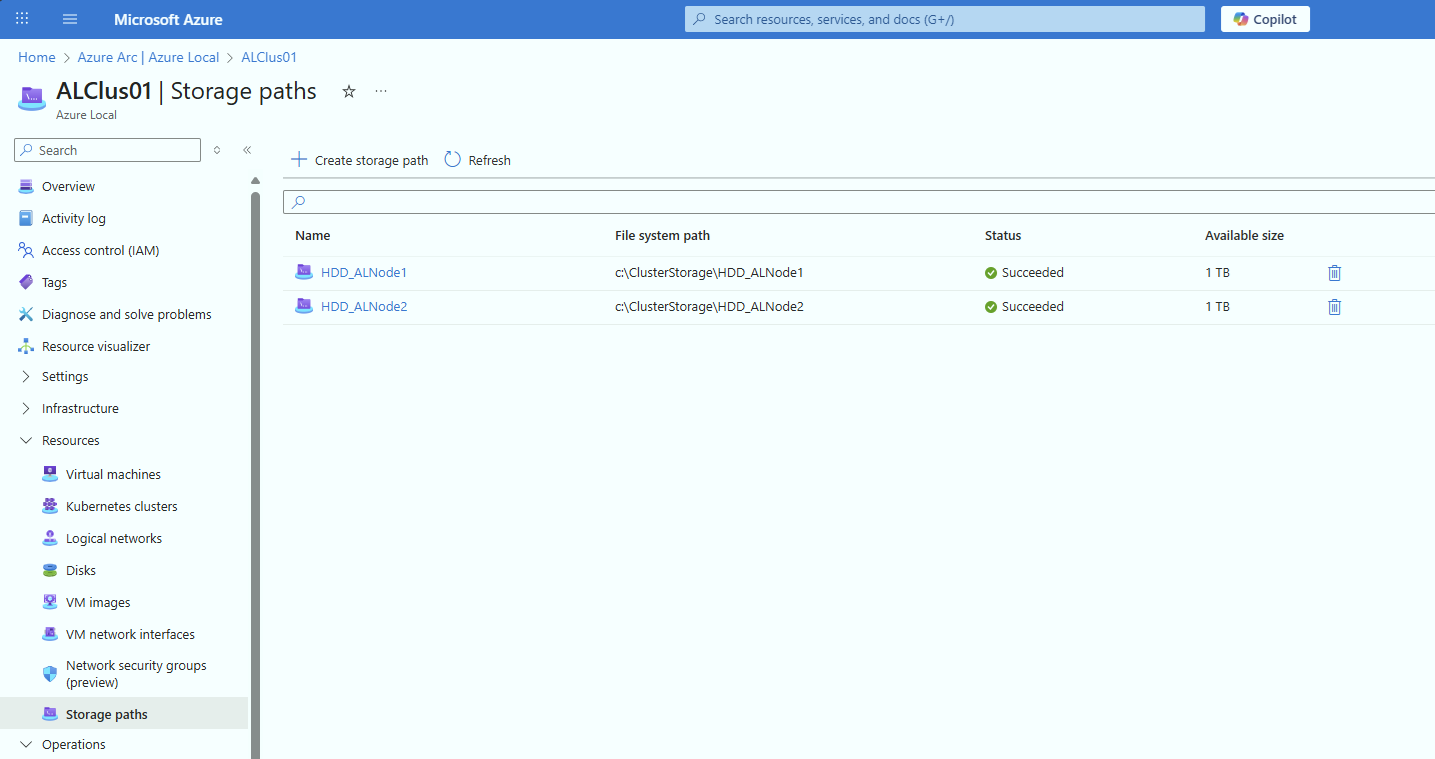 Microsoft Azure
Search resources, services, and docs (G+/)
Copilot
Home > Azure Arc | Azure Local > ALClus01
ALClus01 | Storage paths
Azure Local
Search
Overview
Activity log
Access control (IAM)
Tags
Diagnose and solve problems
Resource visualizer
Settings
Infrastructure
Resources
Virtual machines
Kubernetes clusters
Logical networks
Disks
VM images
VM network interfaces
Network security groups
(preview)
Storage paths
Operations
Create storage path Refresh
Name File system path Status Available size
HDD_ALNode1 c:\ClusterStorage\HDD_ALNode1 Succeeded 1 TB
HDD_ALNode2 c:\ClusterStorage\HDD_ALNode2 Succeeded 1 TB